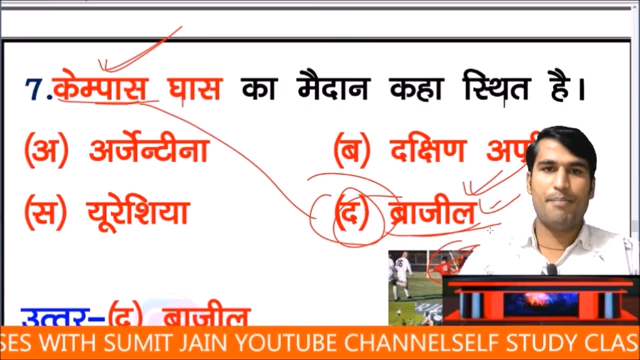 7. केम्पास घास का मैदान कहा स्थित है।
(अ) अर्जेन्टीना (ब) दक्षिण
(स) यूरेशिया (द) ब्राजील
उत्तर-(द) ब्राजील
SES WITH SUMIT JAIN YOUTUBE CHANNELSELF STUDY CLAS